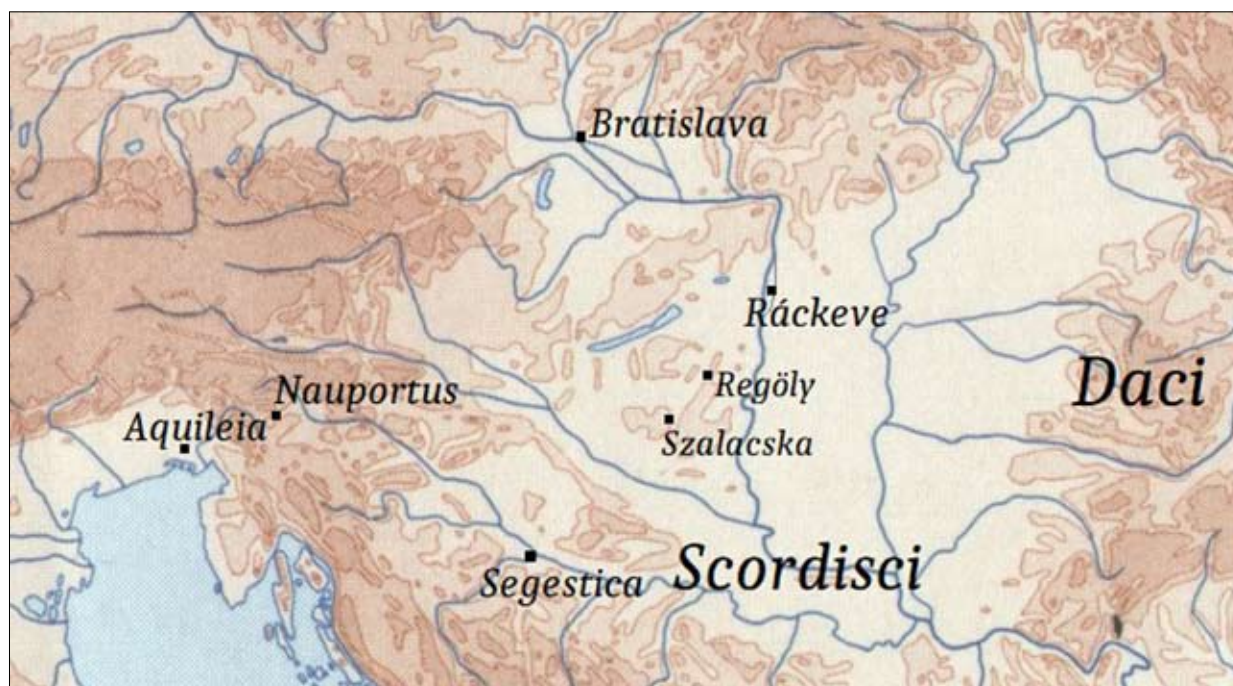 Bratislava
Ráckeve
Daci
Nauportus
Regöly
Aquileia
Szalacska
Scordisci
Segestica